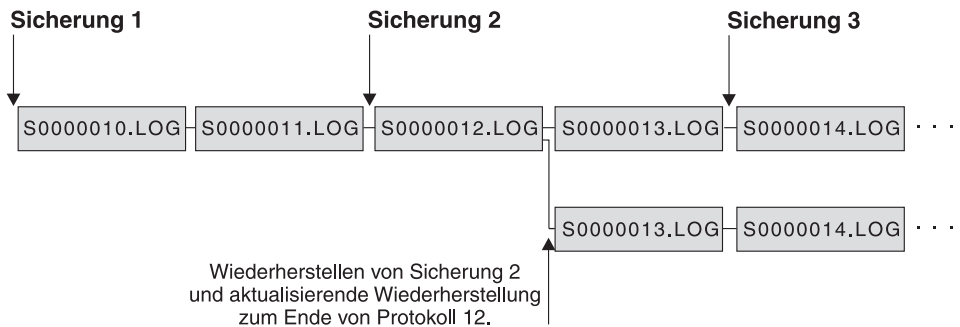 Sicherung 1 Sicherung 2 Sicherung 3
S0000010.LOG S0000011.LOG S0000012.LOG S0000013.LOG S0000014.LOG . . .
S0000013.LOG S0000014.LOG . . .
Wiederherstellen von Sicherung 2
und aktualisierende Wiederherstellung
zum Ende von Protokoll 12.